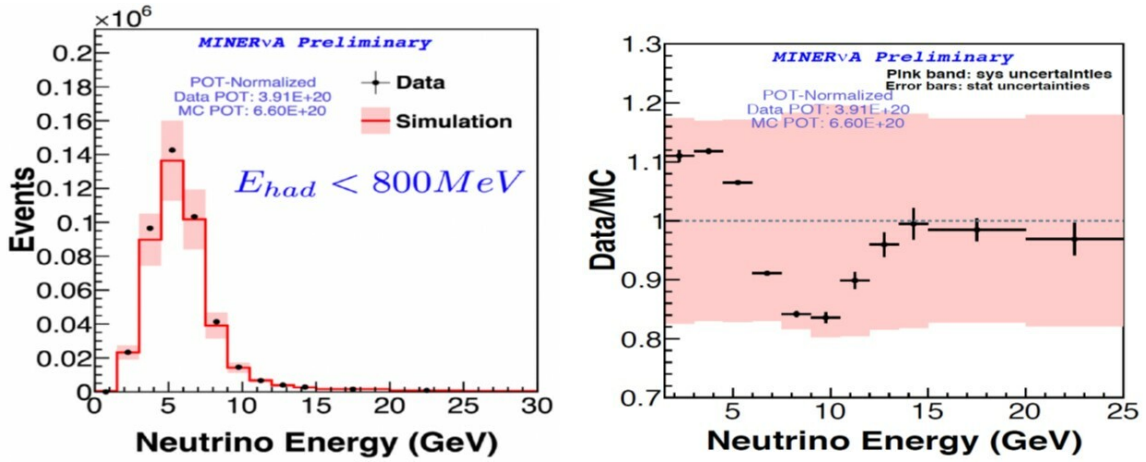 ×10⁶
MINERνA Preliminary
POT-Normalized
Data POT: 3.91E+20
MC POT: 6.60E+20
Data
Simulation
E_had < 800MeV
Events
0.2
0.18
0.16
0.14
0.12
0.1
0.08
0.06
0.04
0.02
0
0 5 10 15 20 25 30
Neutrino Energy (GeV)
MINERνA Preliminary
Pink band: sys uncertainties
Error bars: stat uncertainties
POT-Normalized
Data POT: 3.91E+20
MC POT: 6.60E+20
Data/MC
1.3
1.2
1.1
1
0.9
0.8
0.7
5 10 15 20 25
Neutrino Energy (GeV)